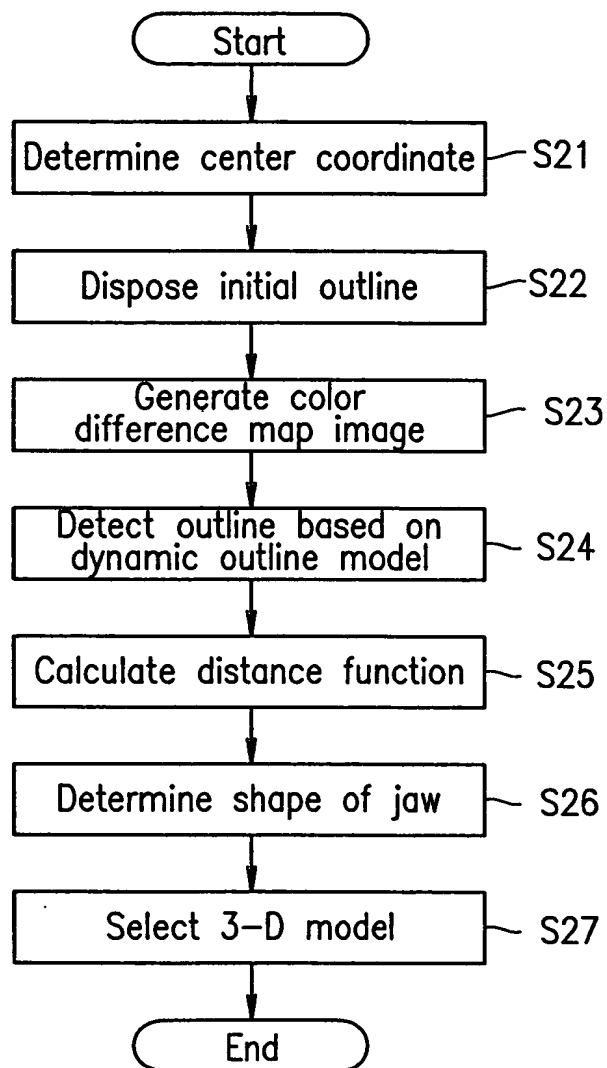 Start
Determine center coordinate S21
Dispose initial outline S22
Generate color
difference map image S23
Detect outline based on
dynamic outline model S24
Calculate distance function S25
Determine shape of jaw S26
Select 3-D model S27
End